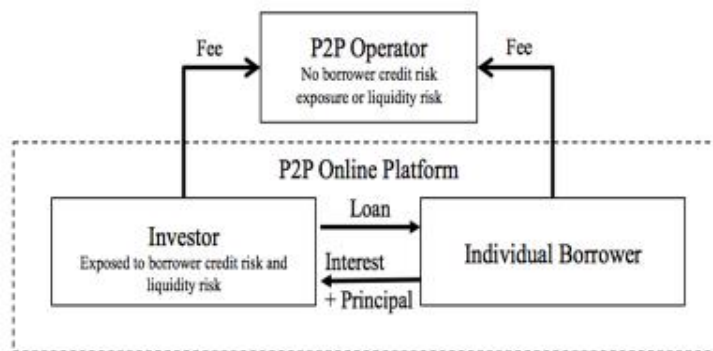 Fee
P2P Operator
Fee
No borrower credit risk
exposure or liquidity risk
P2P Online Platform
Investor
Exposed to borrower credit risk and
liquidity risk
Loan
Interest
+ Principal
Individual Borrower